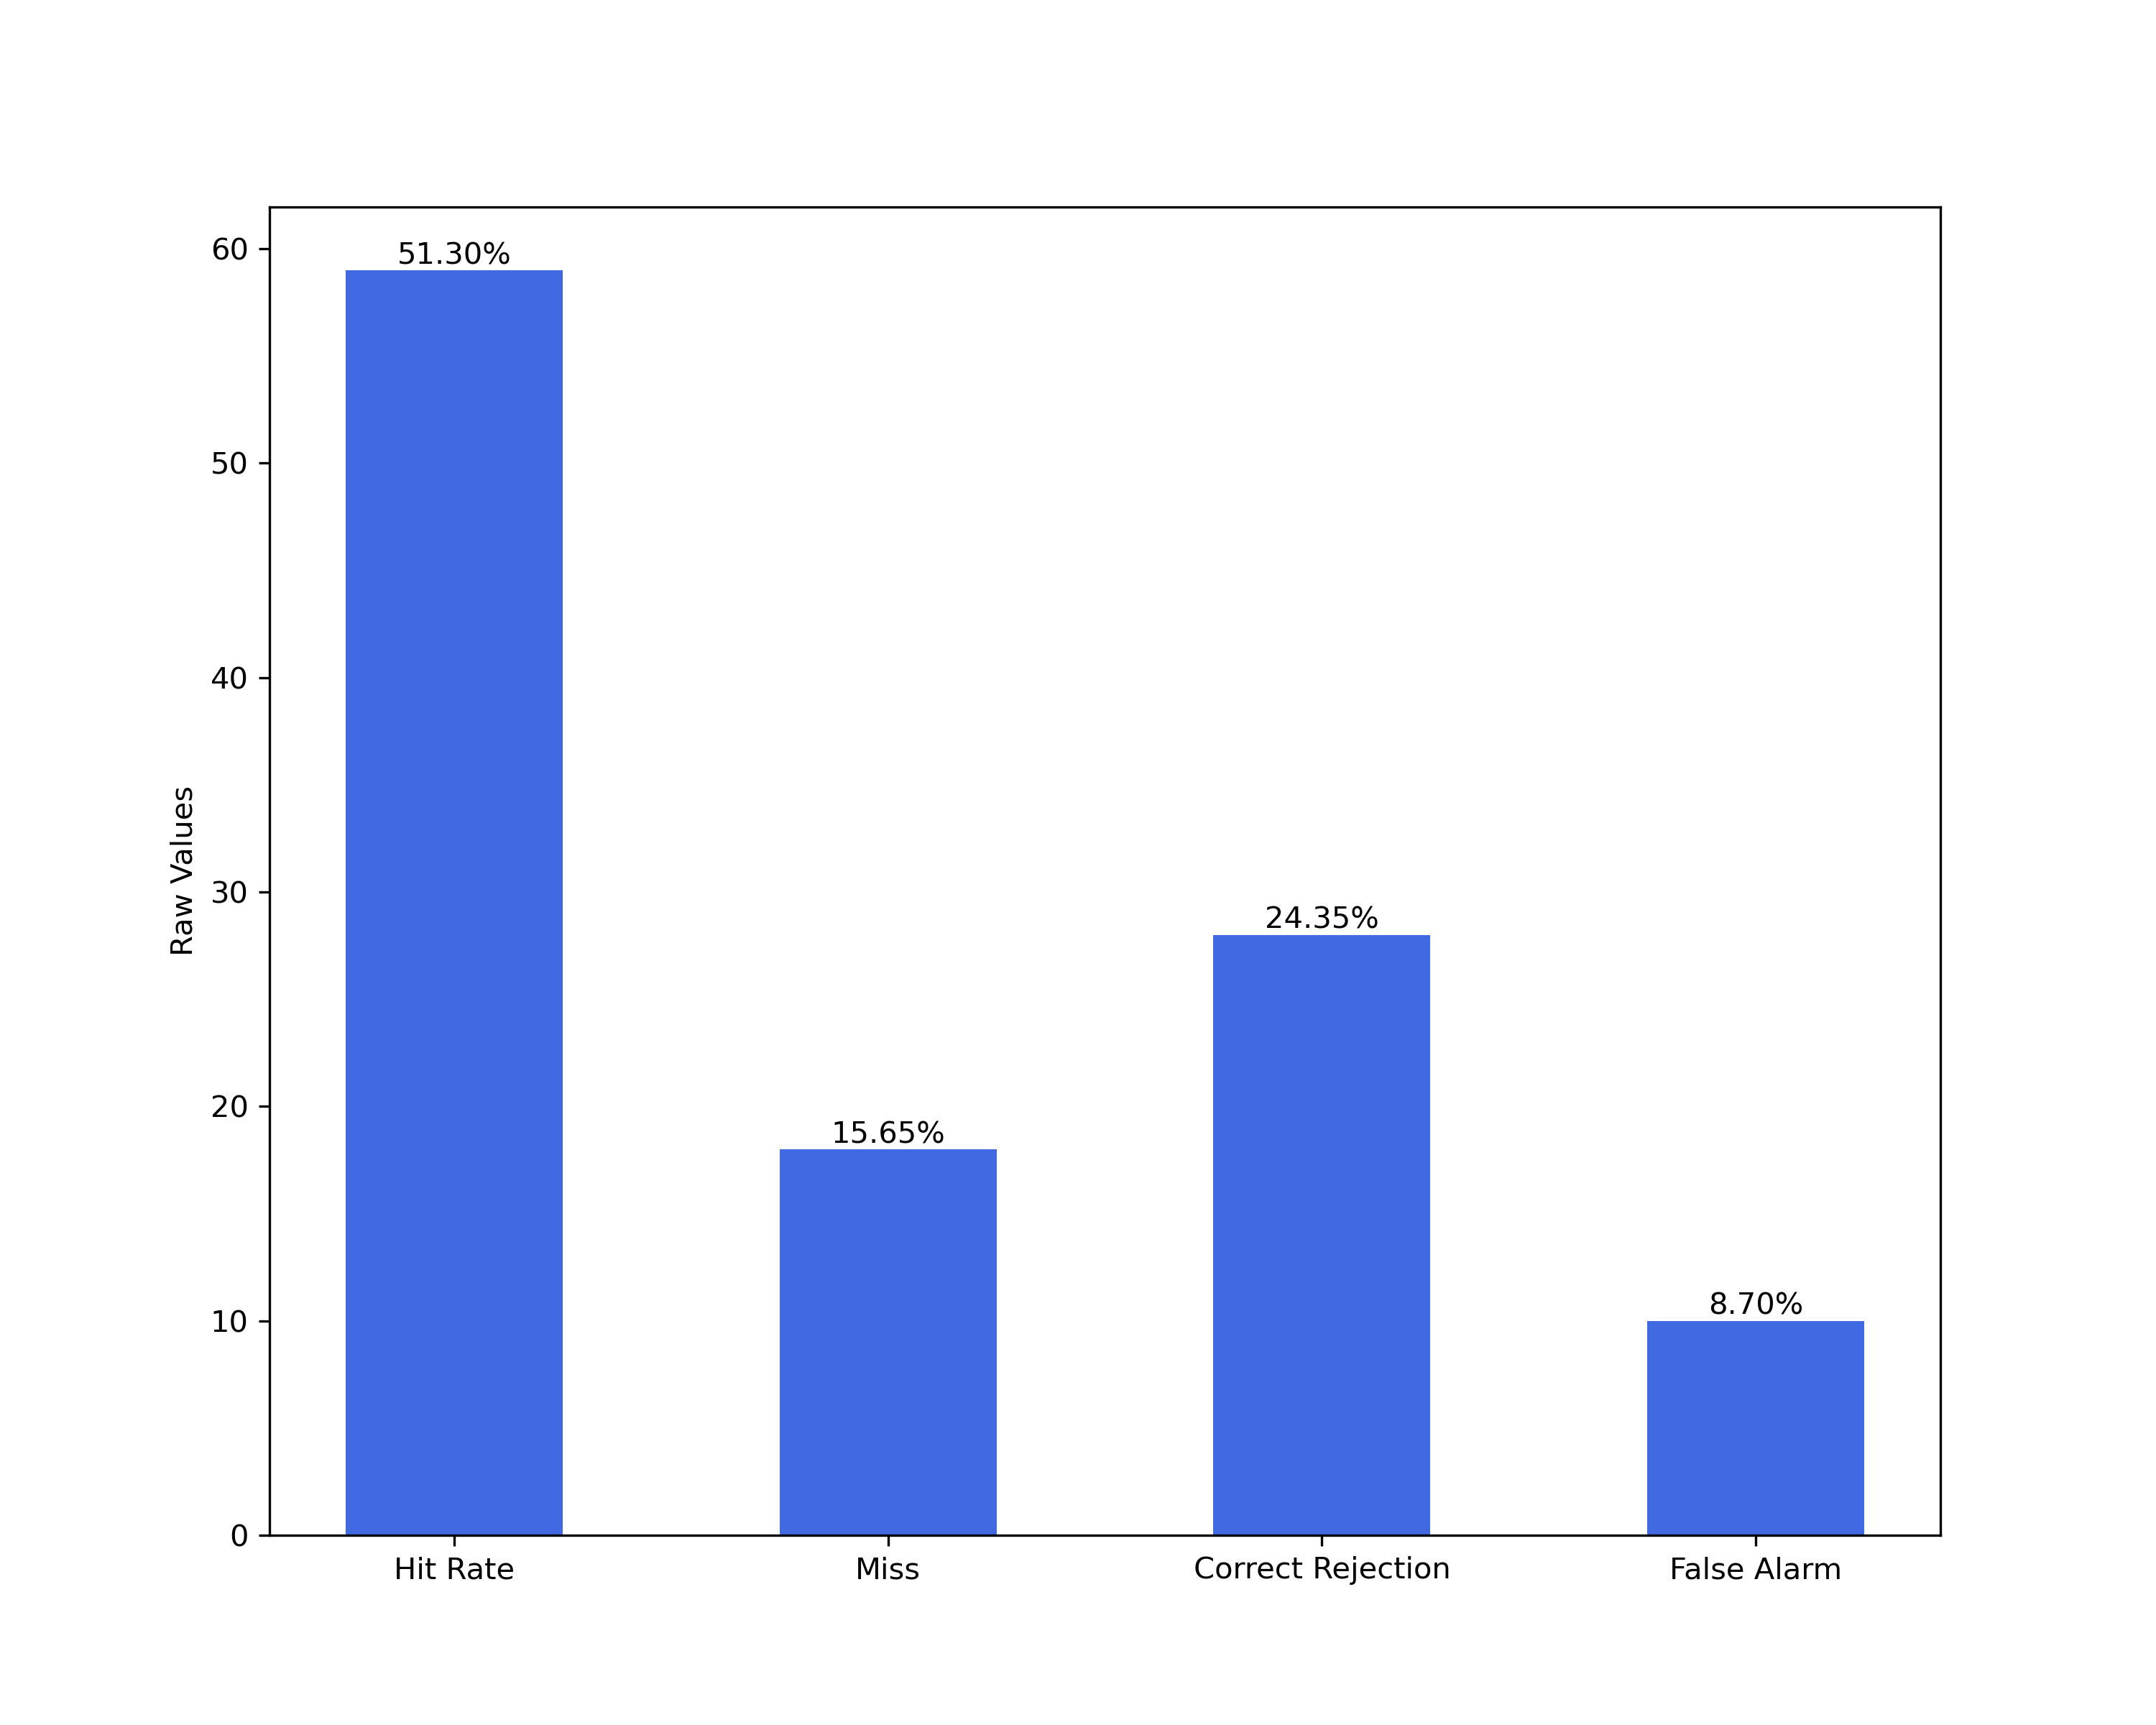 60
50
40
30
20
10
0
Raw Values
51.30%
15.65%
24.35%
8.70%
Hit Rate
Miss
Correct Rejection
False Alarm